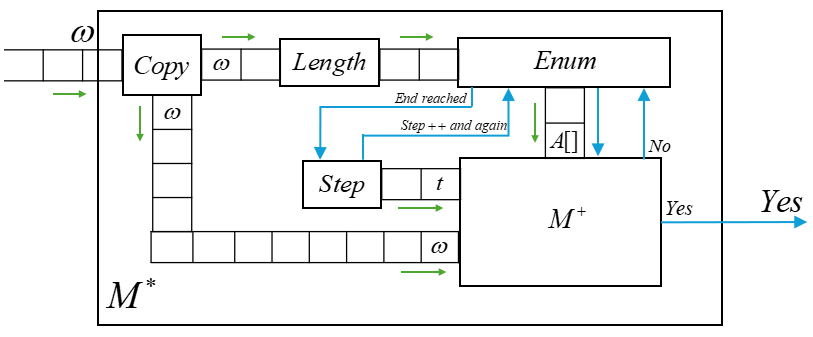 ω
Copy
ω
Length
Enum
ω
End reached
Step ++ and again
A[]
No
Step
t
M⁺
Yes
Yes
ω
M*